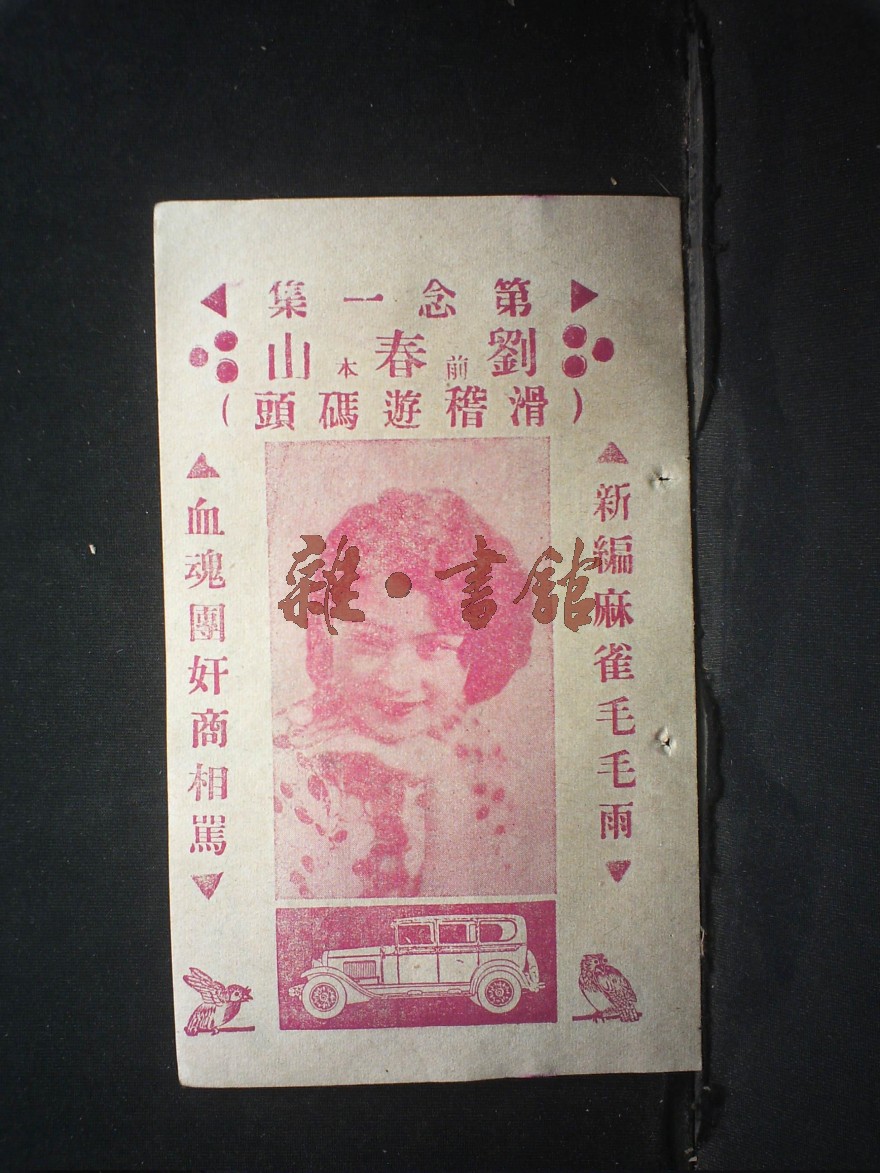 第念一集
劉前春本山
(滑稽遊碼頭)
新編麻雀毛毛雨
血魂團奸商相罵
雜·書館